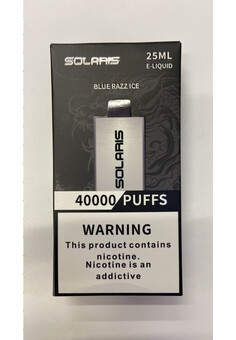 SOLARIS
25ML
E-LIQUID
BLUE RAZZ ICE
SOLARIS
40000 PUFFS
WARNING
This product contains
nicotine.
Nicotine is an
addictive